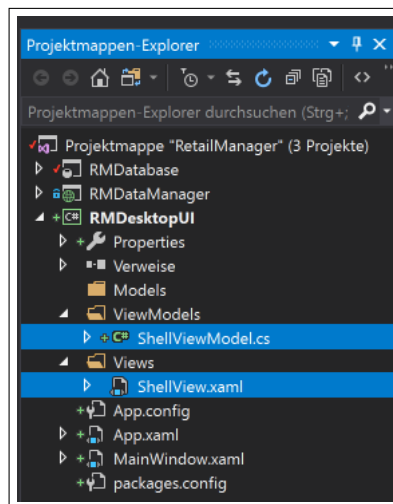 Projektmappen-Explorer
Projektmappen-Explorer durchsuchen (Strg+;
Projektmappe "RetailManager" (3 Projekte)
RMDatabase
RMDataManager
C# RMDesktopUI
Properties
Verweise
Models
ViewModels
C# ShellViewModel.cs
Views
ShellView.xaml
App.config
App.xaml
MainWindow.xaml
packages.config